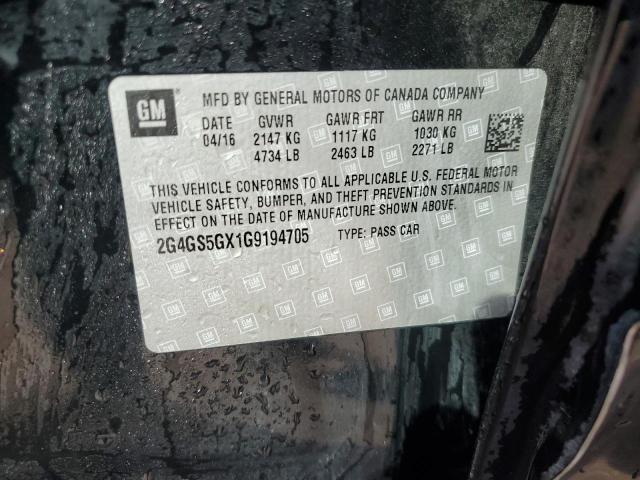 GM
MFD BY GENERAL MOTORS OF CANADA COMPANY
DATE GVWR GAWR FRT GAWR RR
04/16 2147 KG 1117 KG 1030 KG
4734 LB 2463 LB 2271 LB
THIS VEHICLE CONFORMS TO ALL APPLICABLE U.S. FEDERAL MOTOR
VEHICLE SAFETY, BUMPER, AND THEFT PREVENTION STANDARDS IN
EFFECT ON THE DATE OF MANUFACTURE SHOWN ABOVE.
2G4GS5GX1G9194705 TYPE: PASS CAR